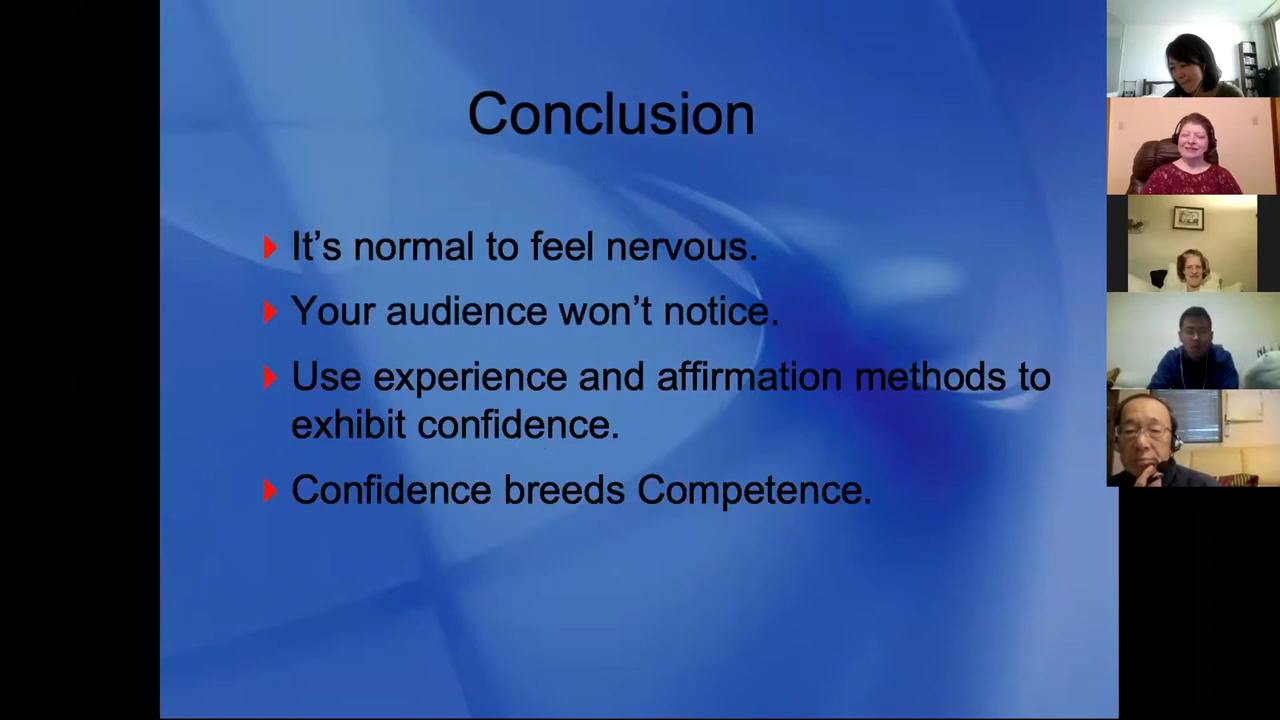 Conclusion
It’s normal to feel nervous.
Your audience won’t notice.
Use experience and affirmation methods to
exhibit confidence.
Confidence breeds Competence.